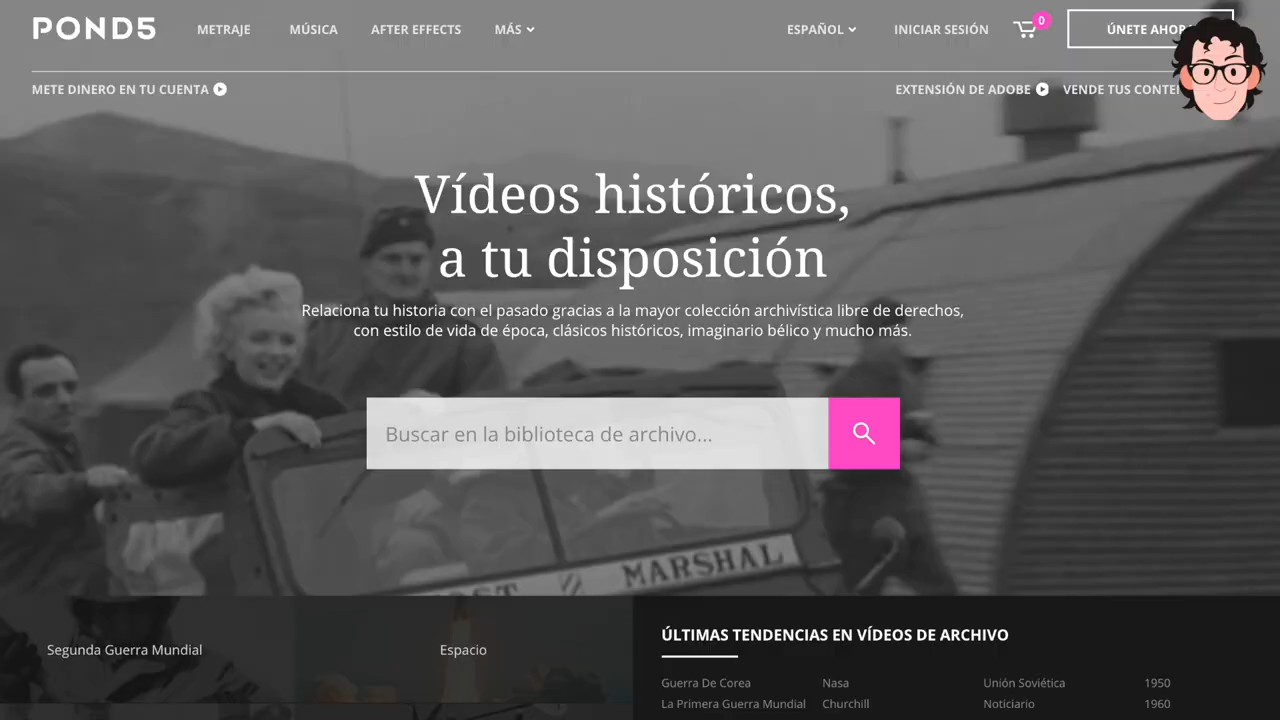 POND5 METRAJE MÚSICA AFTER EFFECTS MÁS ESPAÑOL INICIAR SESIÓN 0 ÚNETE
METE DINERO EN TU CUENTA EXTENSIÓN DE ADOBE VENDE TUS
Vídeos históricos,
a tu disposición
Relaciona tu historia con el pasado gracias a la mayor colección archivística libre de derechos,
con estilo de vida de época, clásicos históricos, imaginario bélico y mucho más.
Buscar en la biblioteca de archivo...
MARSHAL
Segunda Guerra Mundial Espacio
ÚLTIMAS TENDENCIAS EN VÍDEOS DE ARCHIVO
Guerra De Corea Nasa Unión Soviética 1950
La Primera Guerra Mundial Churchill Noticiario 1960